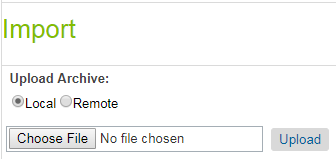 Import
Upload Archive:
Local Remote
Choose File No file chosen Upload